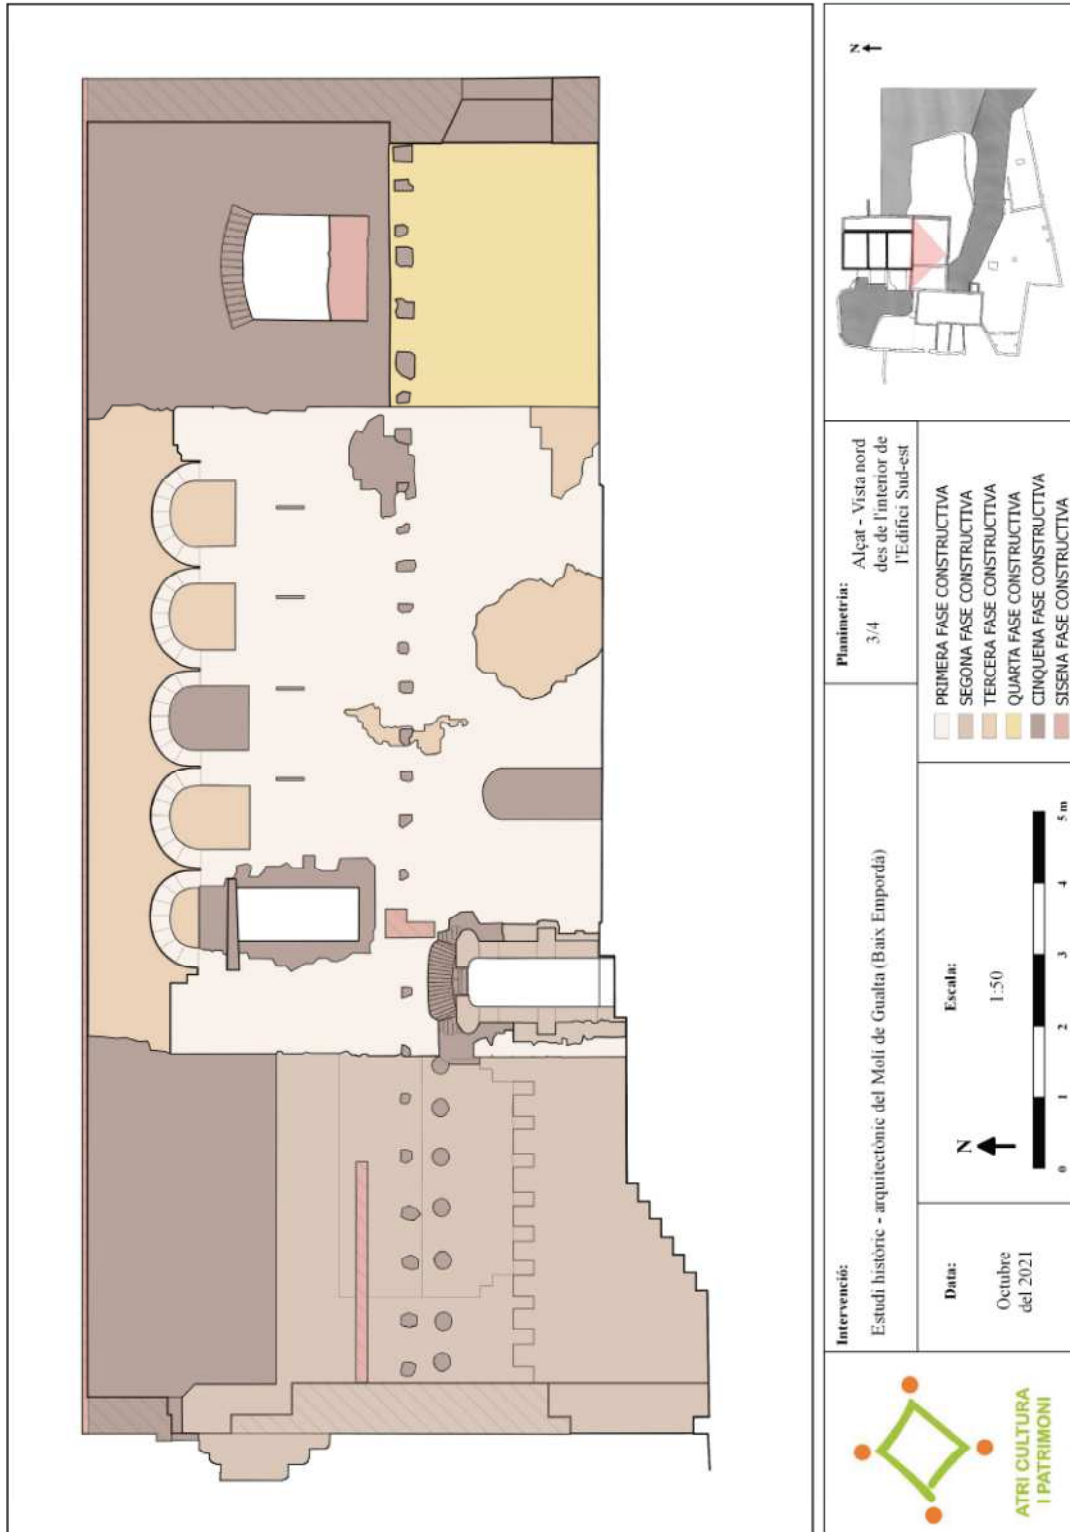 Intervenció:
Estudi històric - arquitectònic del Molí de Gualta (Baix Empordà)
Planimetria:
3/4
Alçat - Vista nord
des de l'interior de
l'Edifici Sud-est
N
Data:
Octubre
del 2021
N
Escala:
1:50
0 1 2 3 4 5 m
PRIMERA FASE CONSTRUCTIVA
SEGONA FASE CONSTRUCTIVA
TERCERA FASE CONSTRUCTIVA
QUARTA FASE CONSTRUCTIVA
CINQUENA FASE CONSTRUCTIVA
SISENA FASE CONSTRUCTIVA
ATRI CULTURA
I PATRIMONI